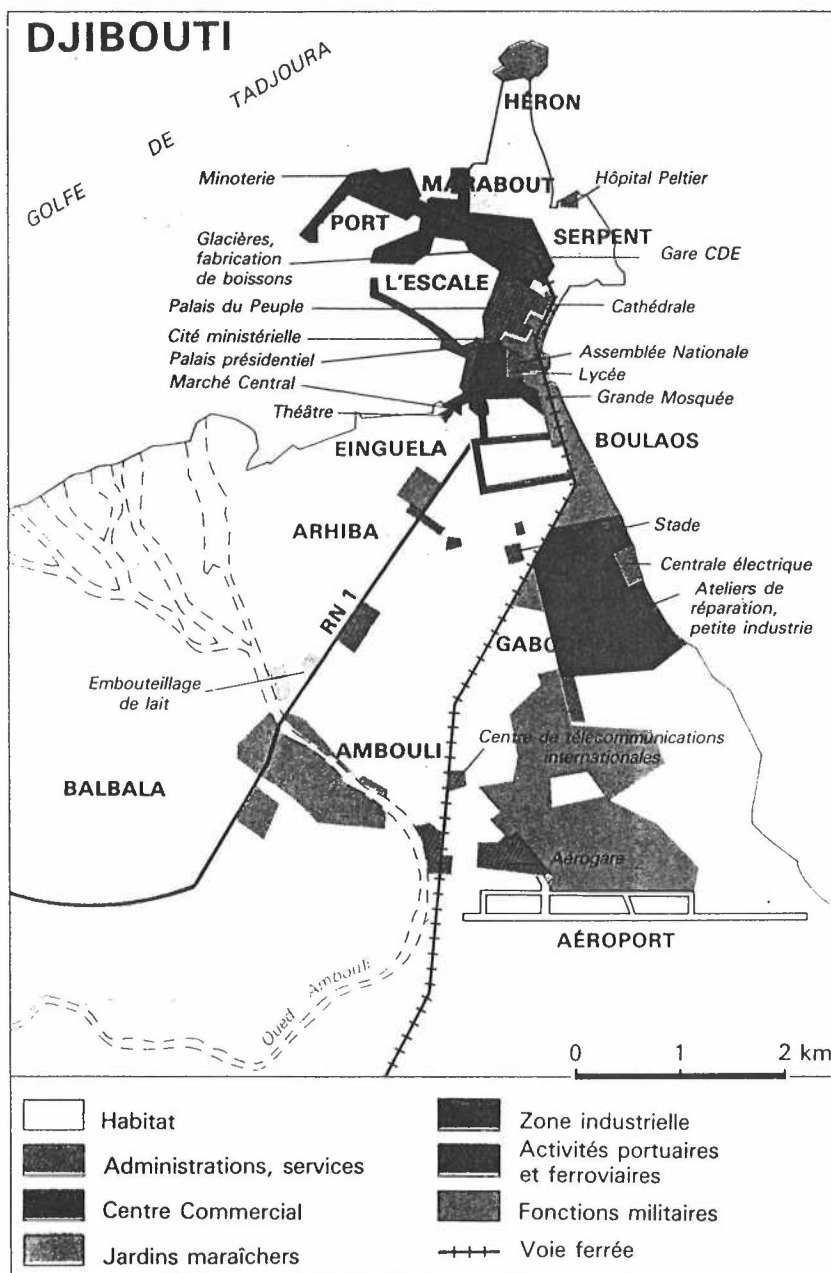 DJIBOUTI
GOLFE DE TADJOURA
HÉRON
Minoterie
MARABOUT
Hôpital Peltier
PORT
SERPENT
Glacières,
fabrication
de boissons
Gare CDE
L'ESCALE
Palais du Peuple
Cathédrale
Cité ministérielle
Palais présidentiel
Assemblée Nationale
Marché Central
Lycée
Théâtre
Grande Mosquée
EINGUELA
BOULAOS
ARHIBA
Stade
Centrale électrique
RN 1
Ateliers de
réparation,
petite industrie
GABO
Embouteillage
de lait
AMBOULI
Centre de télécommunications
internationales
BALBALA
Aérogare
AÉROPORT
Oued Ambouli
0 1 2 km
Habitat
Administrations, services
Centre Commercial
Jardins maraîchers
Zone industrielle
Activités portuaires
et ferroviaires
Fonctions militaires
Voie ferrée